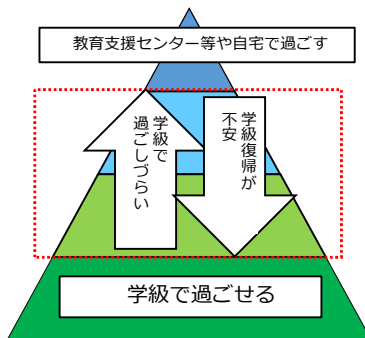 教育支援センター等や自宅で過ごす
学級で
過ごしづらい
学級復帰が
不安
学級で過ごせる